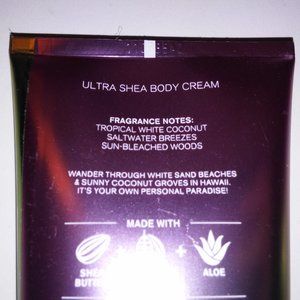 ULTRA SHEA BODY CREAM
FRAGRANCE NOTES:
TROPICAL WHITE COCONUT
SALTWATER BREEZES
SUN-BLEACHED WOODS
WANDER THROUGH WHITE SAND BEACHES
& SUNNY COCONUT GROVES IN HAWAII.
IT'S YOUR OWN PERSONAL PARADISE!
MADE WITH
+
SHEA
ALOE